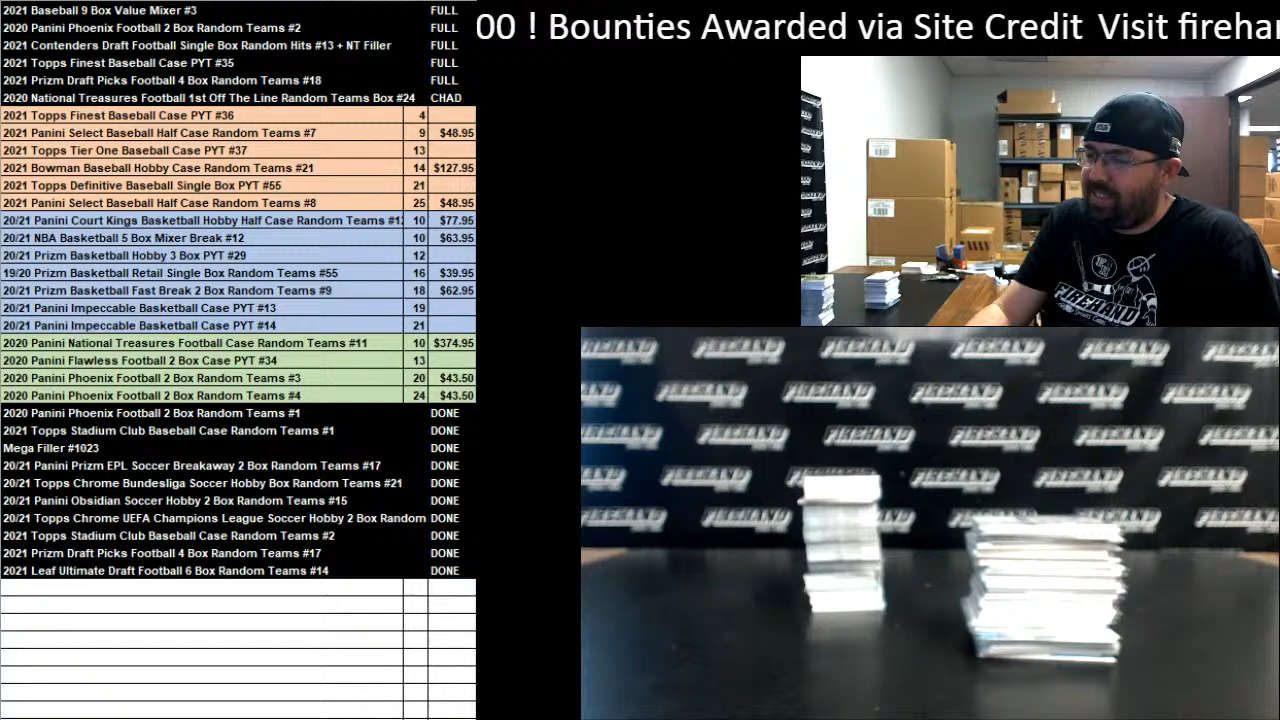 2021 Baseball 9 Box Value Mixer #3 FULL
2020 Panini Phoenix Football 2 Box Random Teams #2 FULL
2021 Contenders Draft Football Single Box Random Hits #13 + NT Filler FULL
2021 Topps Finest Baseball Case PYT #35 FULL
2021 Prizm Draft Picks Football 4 Box Random Teams #18 FULL
2020 National Treasures Football 1st Off The Line Random Teams Box #24 CHAD
2021 Topps Finest Baseball Case PYT #36 4
2021 Panini Select Baseball Half Case Random Teams #7 9 $48.95
2021 Topps Tier One Baseball Case PYT #37 13
2021 Bowman Baseball Hobby Case Random Teams #21 14 $127.95
2021 Topps Definitive Baseball Single Box PYT #55 21
2021 Panini Select Baseball Half Case Random Teams #8 25 $48.95
20/21 Panini Court Kings Basketball Hobby Half Case Random Teams 10 $77.95
20/21 NBA Basketball 5 Box Mixer Break #12 10 $63.95
20/21 Prizm Basketball Hobby 3 Box PYT #29 12
19/20 Prizm Basketball Retail Single Box Random Teams #55 16 $39.95
20/21 Prizm Basketball Fast Break 2 Box Random Teams #9 18 $62.95
20/21 Panini Impeccable Basketball Case PYT #13 19
20/21 Panini Impeccable Basketball Case PYT #14 21
2020 Panini National Treasures Football Case Random Teams #11 10 $374.95
2020 Panini Flawless Football 2 Box Case PYT #34 13
2020 Panini Phoenix Football 2 Box Random Teams #3 20 $43.50
2020 Panini Phoenix Football 2 Box Random Teams #4 24 $43.50
2020 Panini Phoenix Football 2 Box Random Teams #1 DONE
2021 Topps Stadium Club Baseball Case Random Teams #1 DONE
Mega Filler #1023 DONE
20/21 Panini Prizm EPL Soccer Breakaway 2 Box Random Teams #17 DONE
20/21 Topps Chrome Bundesliga Soccer Hobby Box Random Teams #21 DONE
20/21 Panini Obsidian Soccer Hobby 2 Box Random Teams #15 DONE
20/21 Topps Chrome UEFA Champions League Soccer Hobby 2 Box Random DONE
2021 Topps Stadium Club Baseball Case Random Teams #2 DONE
2021 Prizm Draft Picks Football 4 Box Random Teams #17 DONE
2021 Leaf Ultimate Draft Football 6 Box Random Teams #14 DONE
00 ! Bounties Awarded via Site Credit Visit firehan
FIREHAND